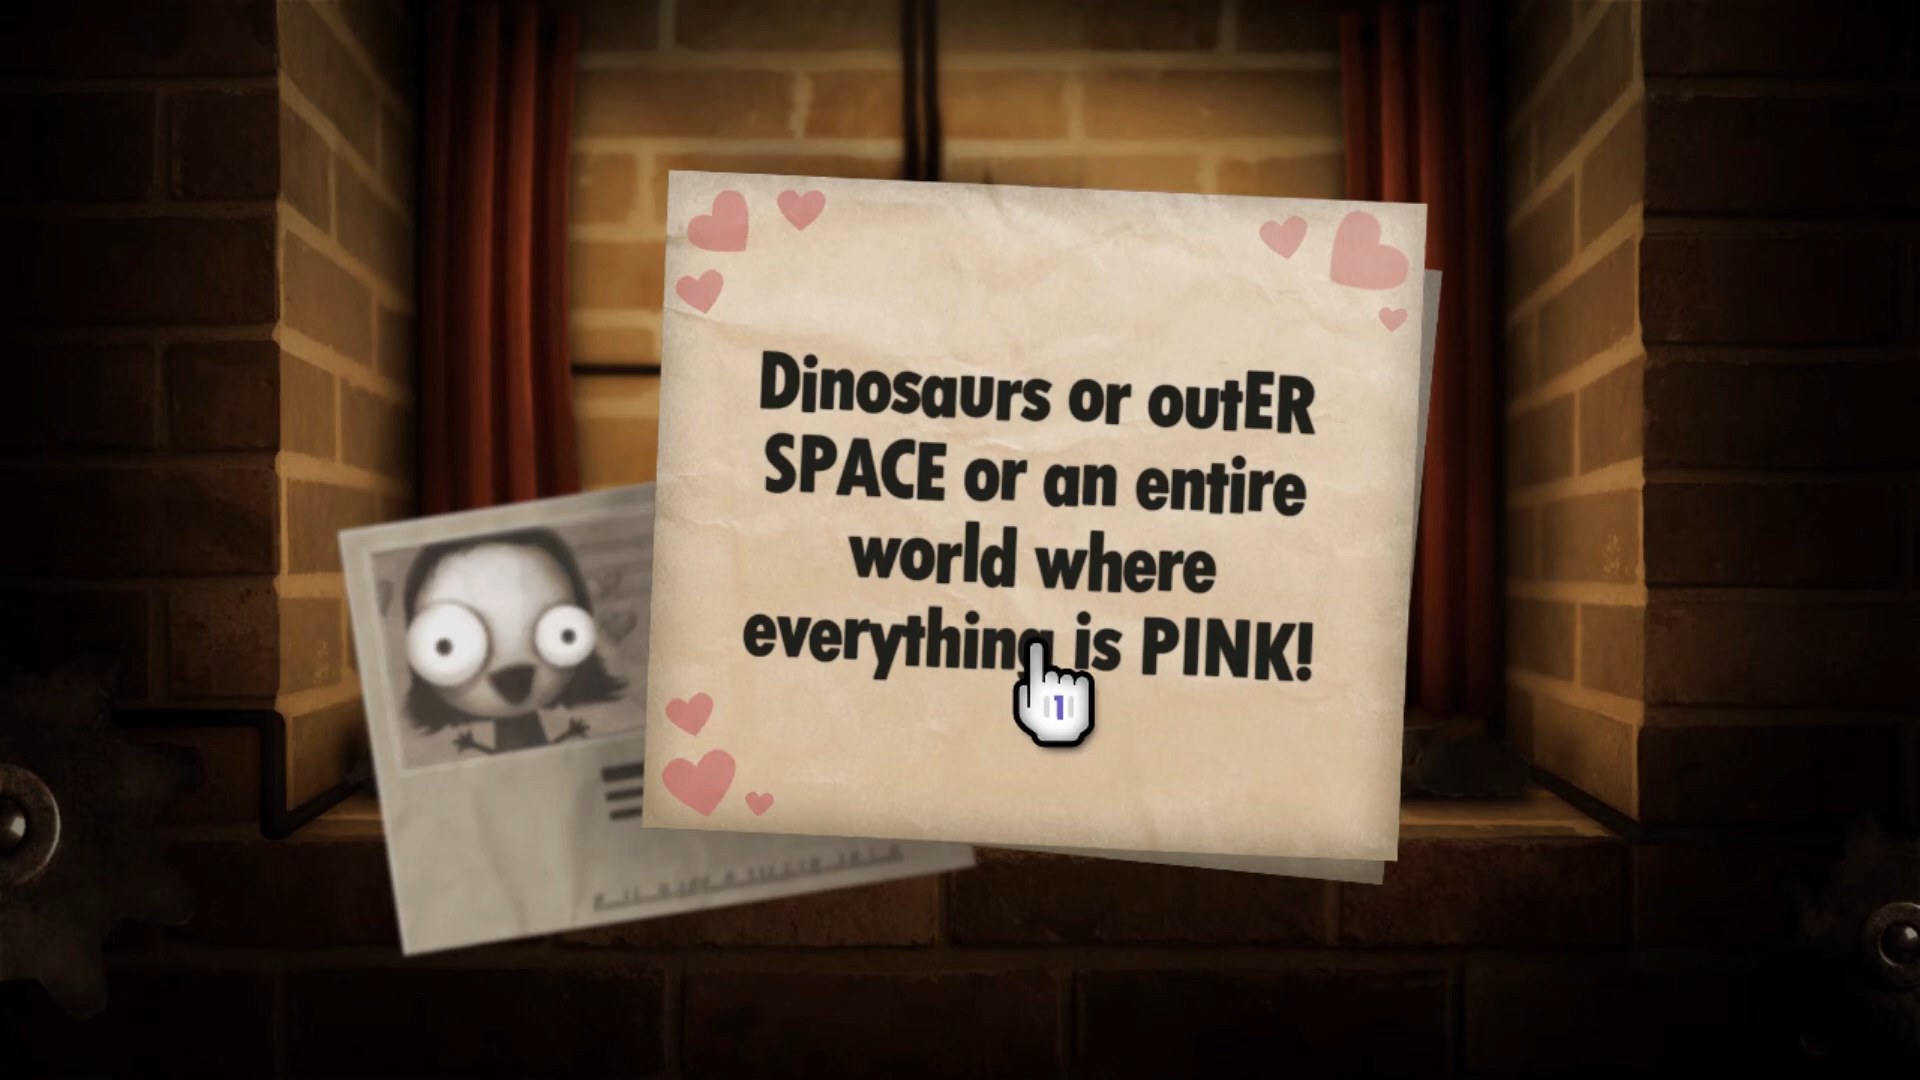 Dinosaurs or outER
SPACE or an entire
world where
everything is PINK!
1